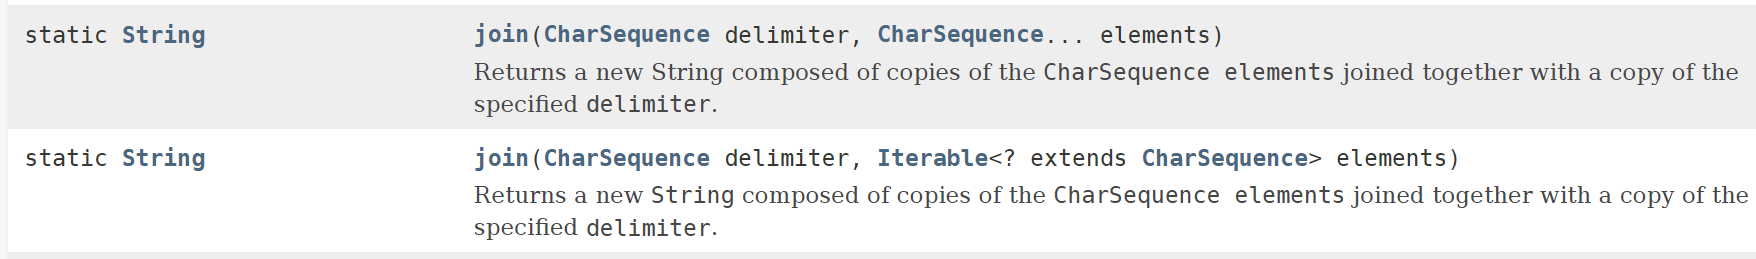 static String join(CharSequence delimiter, CharSequence... elements)
Returns a new String composed of copies of the CharSequence elements joined together with a copy of the
specified delimiter.
static String join(CharSequence delimiter, Iterable<? extends CharSequence> elements)
Returns a new String composed of copies of the CharSequence elements joined together with a copy of the
specified delimiter.